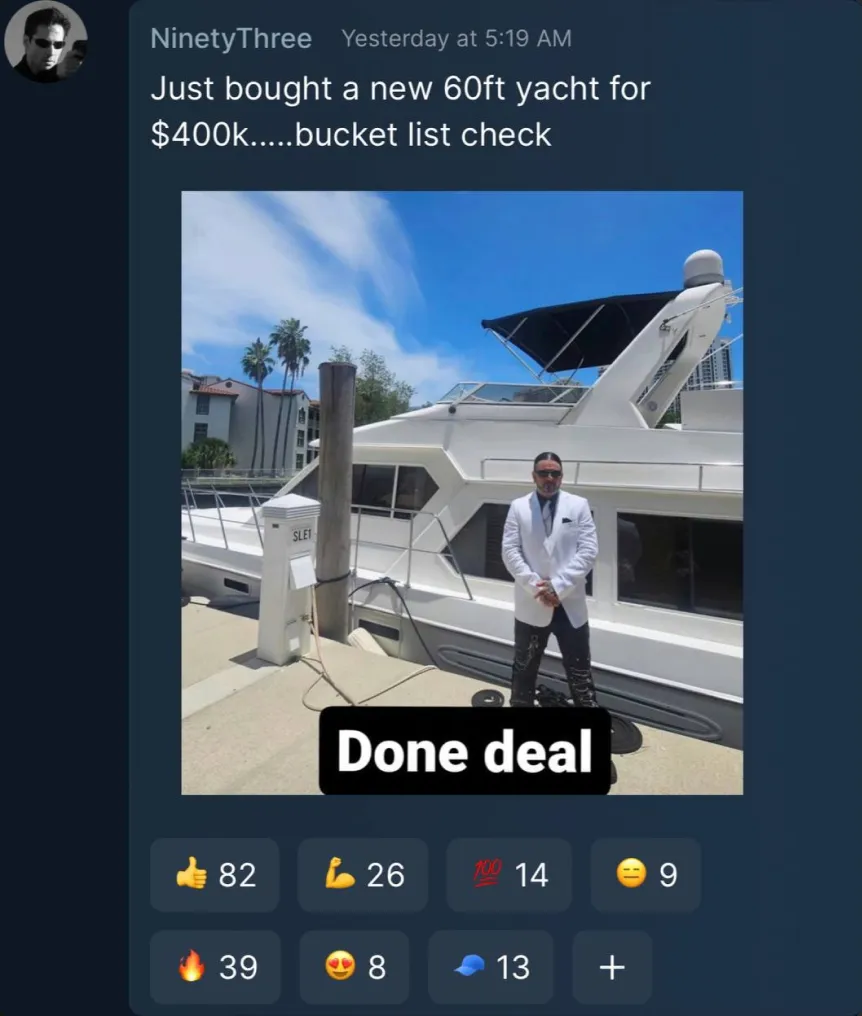 NinetyThree Yesterday at 5:19 AM
Just bought a new 60ft yacht for
$400k.....bucket list check
SLET
Done deal
👍 82 💪 26 💯 14 😑 9
🔥 39 😍 8 🧢 13 +